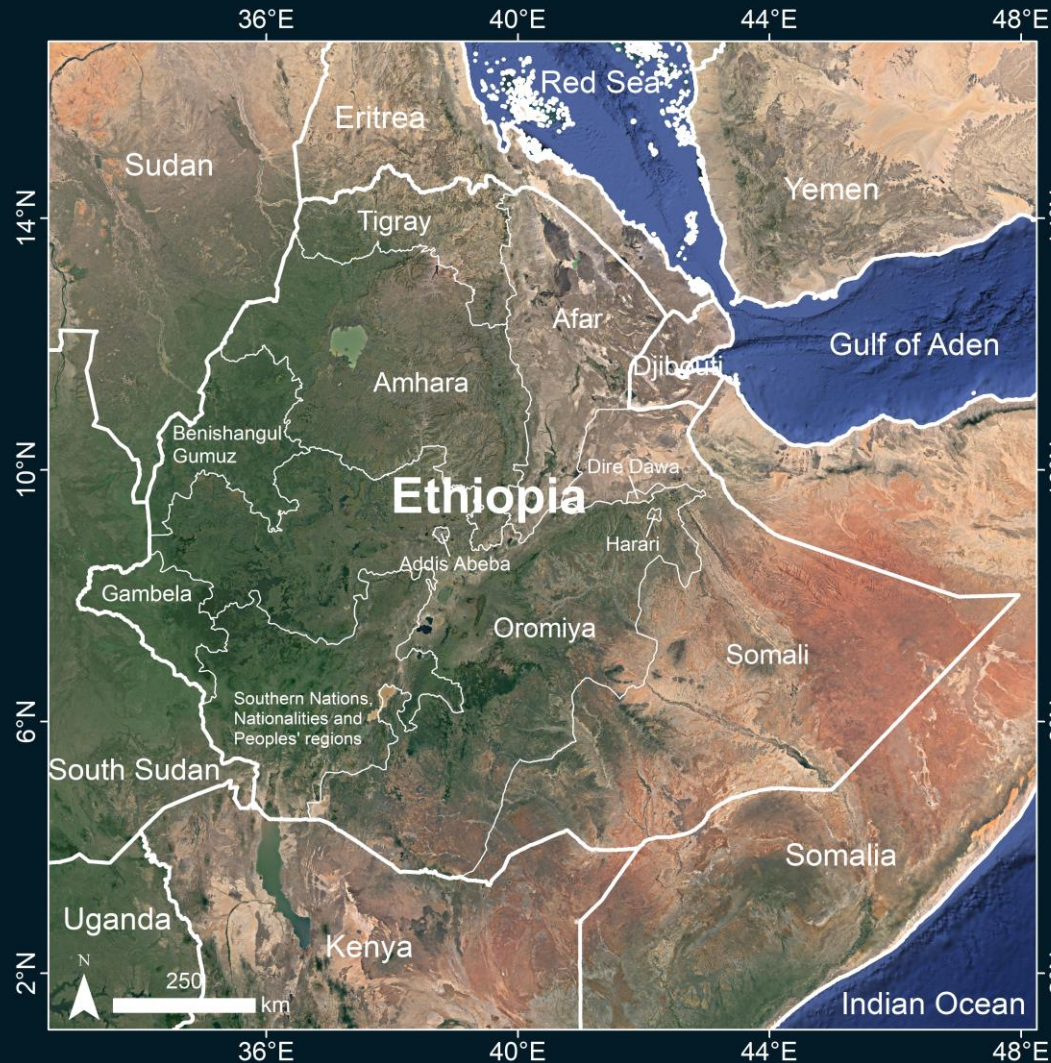 36°E
40°E
44°E
48°E
Red Sea
Eritrea
Sudan
Yemen
14°N
Tigray
Afar
Gulf of Aden
Djibouti
Amhara
Benishangul
Gumuz
10°N
Dire Dawa
Ethiopia
Harari
Addis Abeba
Gambela
Oromiya
Somali
Southern Nations,
Nationalities and
Peoples' regions
6°N
South Sudan
Somalia
Uganda
Kenya
2°N
N
250
km
Indian Ocean
36°E
40°E
44°E
48°E